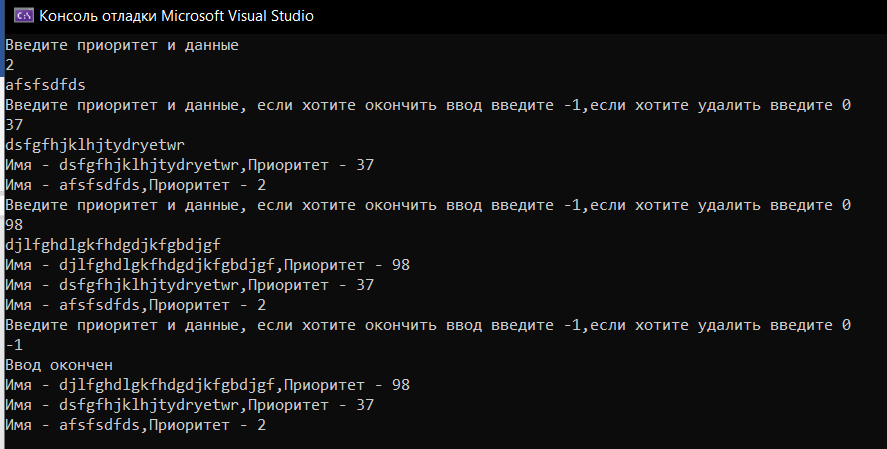 Консоль отладки Microsoft Visual Studio
Введите приоритет и данные
2
afsfsdfds
Введите приоритет и данные, если хотите окончить ввод введите -1,если хотите удалить введите 0
37
dsfgfhjklhjtydryetwr
Имя - dsfgfhjklhjtydryetwr,Приоритет - 37
Имя - afsfsdfds,Приоритет - 2
Введите приоритет и данные, если хотите окончить ввод введите -1,если хотите удалить введите 0
98
djlfghdlgkfhdgdjkfgbdjgf
Имя - djlfghdlgkfhdgdjkfgbdjgf,Приоритет - 98
Имя - dsfgfhjklhjtydryetwr,Приоритет - 37
Имя - afsfsdfds,Приоритет - 2
Введите приоритет и данные, если хотите окончить ввод введите -1,если хотите удалить введите 0
-1
Ввод окончен
Имя - djlfghdlgkfhdgdjkfgbdjgf,Приоритет - 98
Имя - dsfgfhjklhjtydryetwr,Приоритет - 37
Имя - afsfsdfds,Приоритет - 2